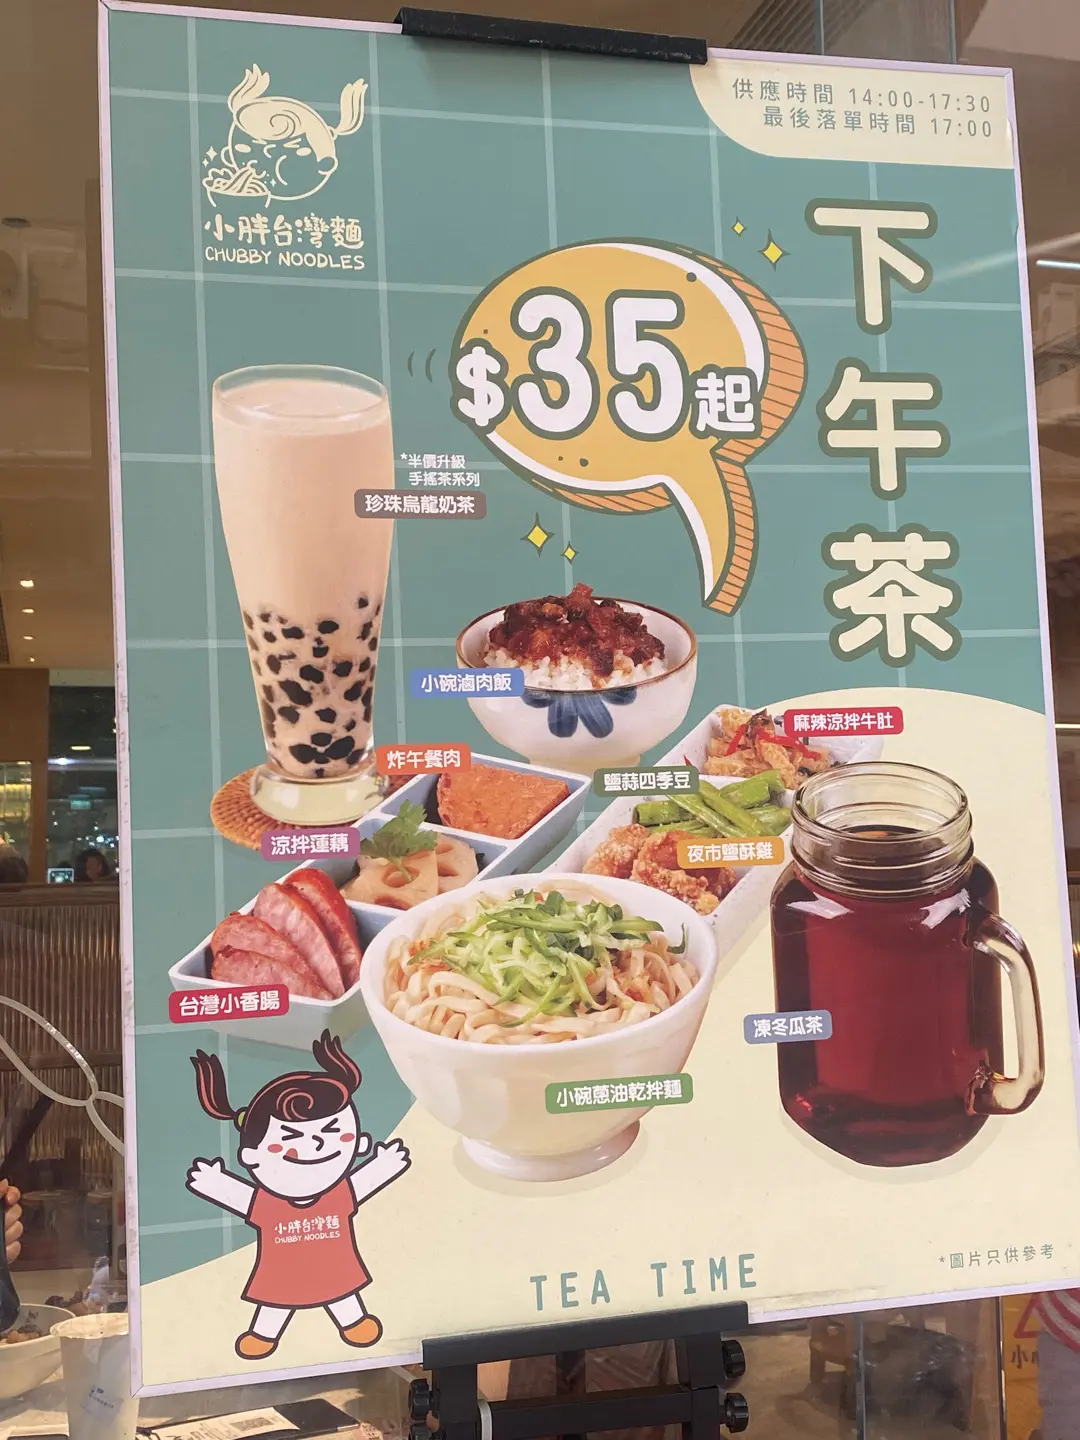 供應時間 14:00-17:30
最後落單時間 17:00
小胖台灣麵
CHUBBY NOODLES
下午茶
$35起
*半價升級
手搖茶系列
珍珠烏龍奶茶
小碗滷肉飯
麻辣涼拌牛肚
炸午餐肉
鹽蒜四季豆
涼拌蓮藕
夜市鹽酥雞
台灣小香腸
凍冬瓜茶
小碗蔥油乾拌麵
小胖台灣麵
CHUBBY NOODLES
TEA TIME
*圖片只供參考